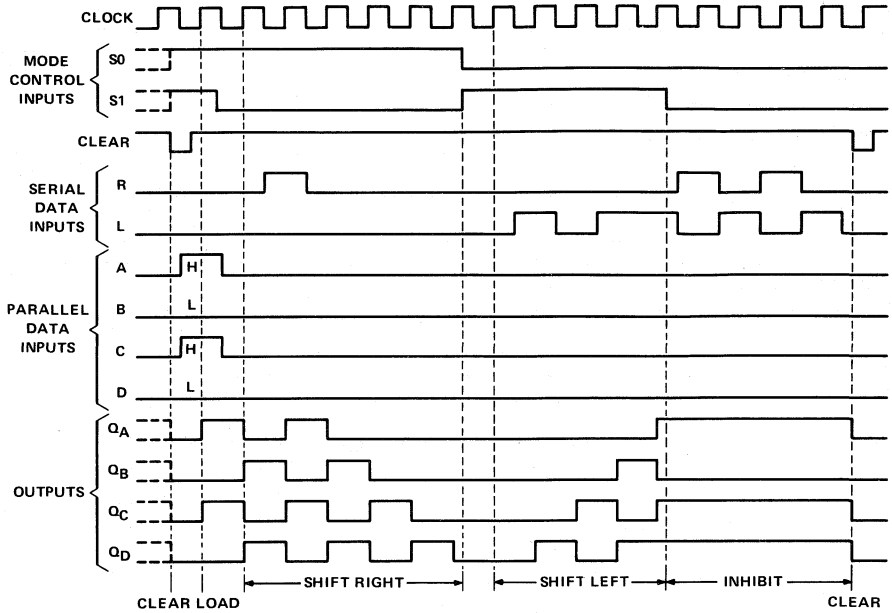 CLOCK
MODE
CONTROL
INPUTS
S0
S1
CLEAR
SERIAL
DATA
INPUTS
R
L
PARALLEL
DATA
INPUTS
A
H
B
L
C
H
D
L
OUTPUTS
QA
QB
QC
QD
SHIFT RIGHT
SHIFT LEFT
INHIBIT
CLEAR LOAD
CLEAR